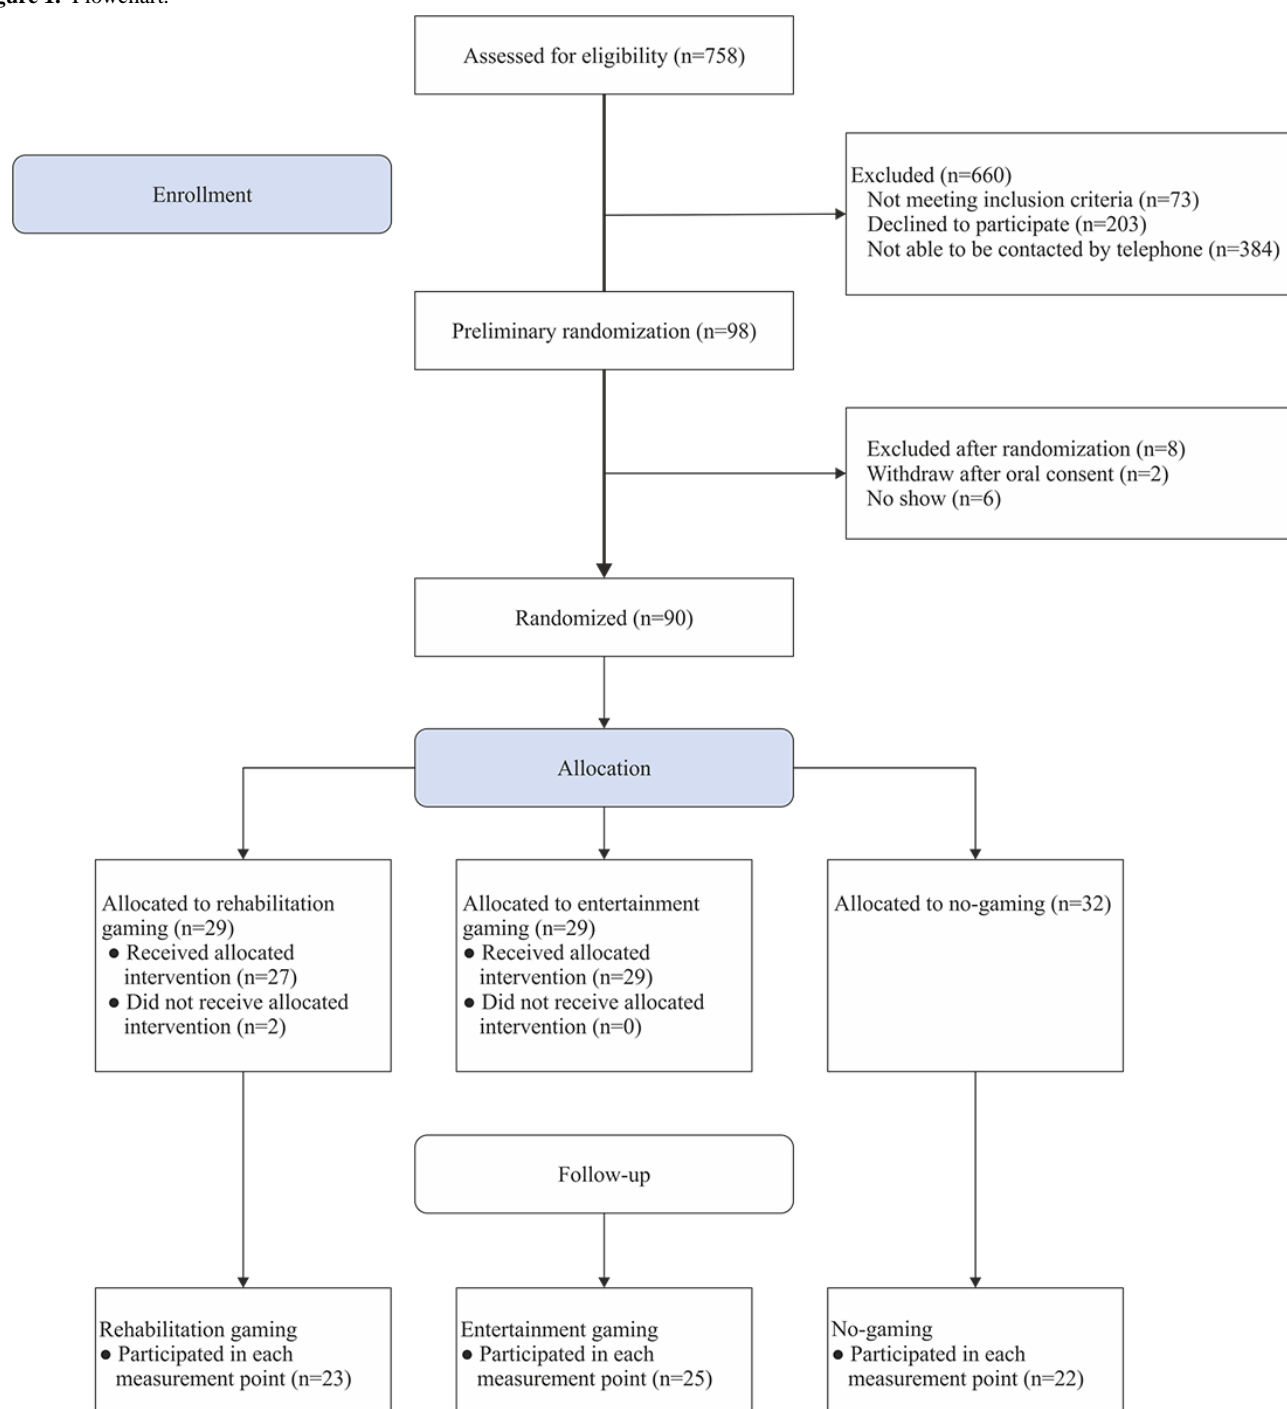 Figure 1. Flowchart.
Assessed for eligibility (n=758)
Enrollment
Excluded (n=660)
Not meeting inclusion criteria (n=73)
Declined to participate (n=203)
Not able to be contacted by telephone (n=384)
Preliminary randomization (n=98)
Excluded after randomization (n=8)
Withdraw after oral consent (n=2)
No show (n=6)
Randomized (n=90)
Allocation
Allocated to rehabilitation
gaming (n=29)
● Received allocated
intervention (n=27)
● Did not receive allocated
intervention (n=2)
Allocated to entertainment
gaming (n=29)
● Received allocated
intervention (n=29)
● Did not receive allocated
intervention (n=0)
Allocated to no-gaming (n=32)
Follow-up
Rehabilitation gaming
● Participated in each
measurement point (n=23)
Entertainment gaming
● Participated in each
measurement point (n=25)
No-gaming
● Participated in each
measurement point (n=22)